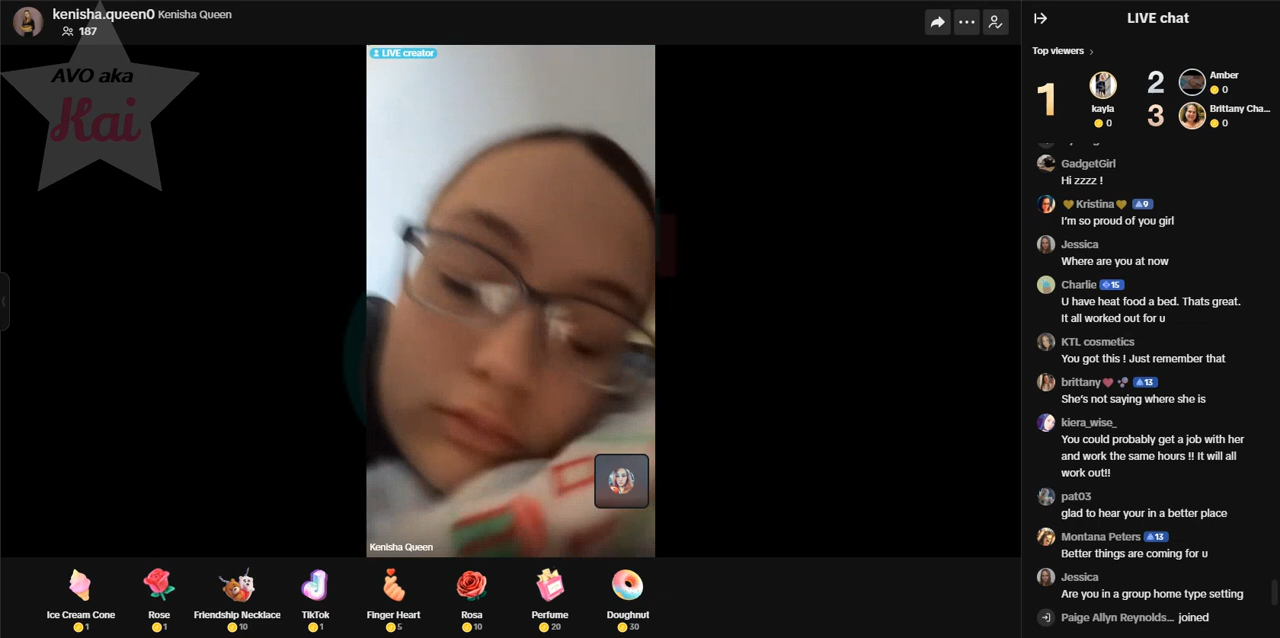 kenisha.queen0 Kenisha Queen
187
AVO aka
Kai
LIVE creator
Kenisha Queen
Ice Cream Cone
1
Rose
1
Friendship Necklace
10
TikTok
1
Finger Heart
5
Rosa
10
Perfume
20
Doughnut
30
LIVE chat
Top viewers
1
kayla
0
2
Amber
0
3
Brittany Cha...
0
GadgetGirl
Hi zzzz !
Kristina 9
I'm so proud of you girl
Jessica
Where are you at now
Charlie 15
U have heat food a bed. Thats great.
It all worked out for u
KTL cosmetics
You got this ! Just remember that
brittany 13
She's not saying where she is
kiera_wise_
You could probably get a job with her
and work the same hours !! It will all
work out!!
pat03
glad to hear your in a better place
Montana Peters 13
Better things are coming for u
Jessica
Are you in a group home type setting
Paige Allyn Reynolds... joined